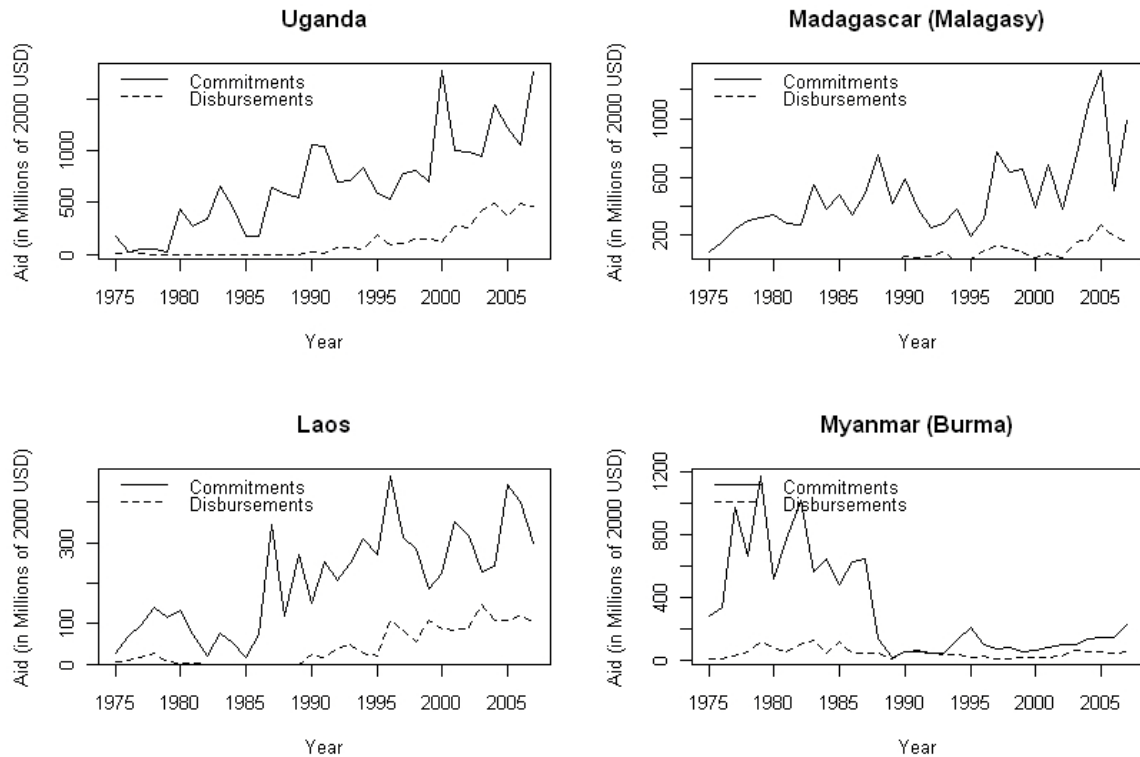 Uganda
Aid (in Millions of 2000 USD)
1000
500
0
Commitments
Disbursements
1975 1980 1985 1990 1995 2000 2005
Year
Madagascar (Malagasy)
Aid (in Millions of 2000 USD)
1000
600
200
Commitments
Disbursements
1975 1980 1985 1990 1995 2000 2005
Year
Laos
Aid (in Millions of 2000 USD)
300
100
0
Commitments
Disbursements
1975 1980 1985 1990 1995 2000 2005
Year
Myanmar (Burma)
Aid (in Millions of 2000 USD)
1200
800
400
0
Commitments
Disbursements
1975 1980 1985 1990 1995 2000 2005
Year